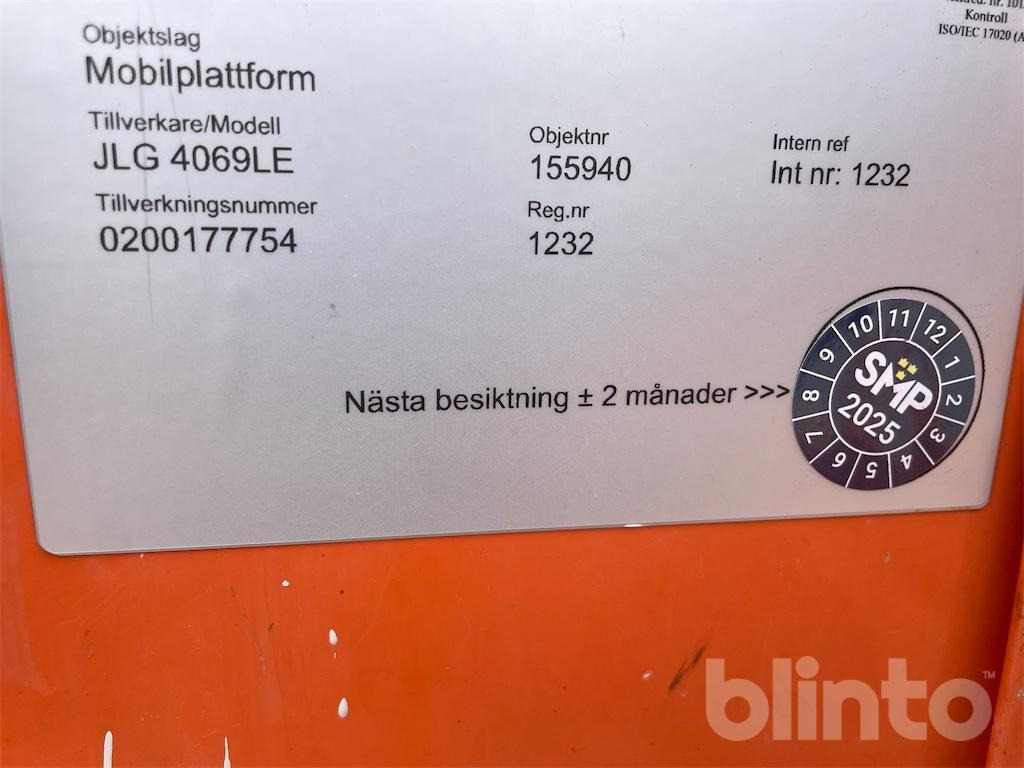 Kontroll
ISO/IEC 17020 (A
Objektslag
Mobilplattform
Tillverkare/Modell
JLG 4069LE
Objektnr
155940
Intern ref
Int nr: 1232
Tillverkningsnummer
0200177754
Reg.nr
1232
Nästa besiktning ± 2 månader >>>
1 2 3 4 5 6 7 8 9 10 11 12
SMP
2025
blinto™